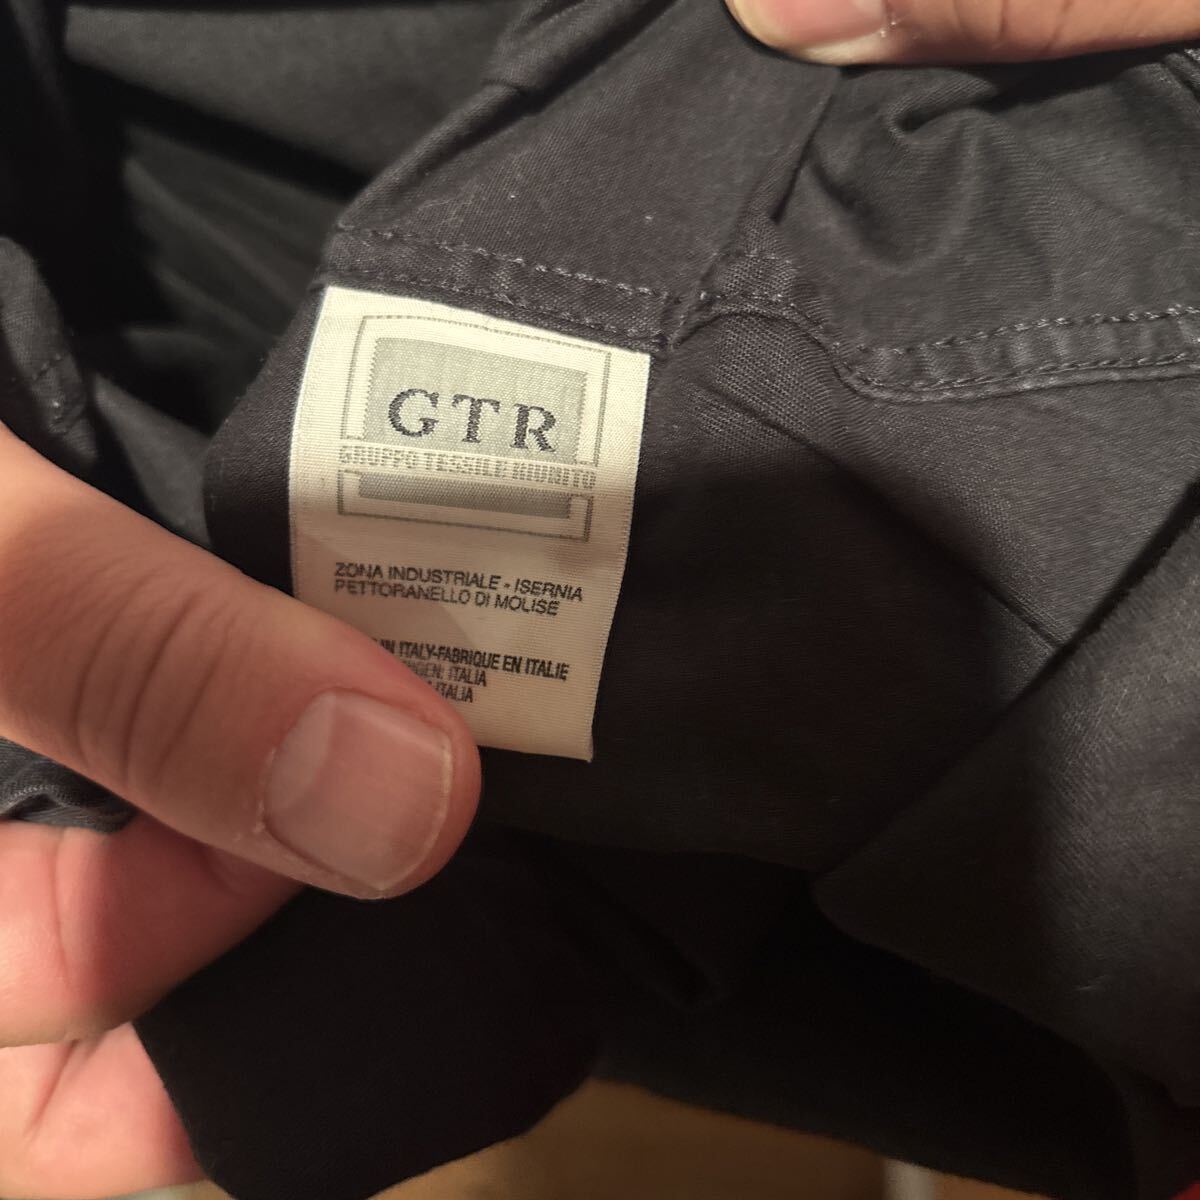 GTR
GRUPPO TESSILE RIUNITO
ZONA INDUSTRIALE - ISERNIA
PETTORANELLO DI MOLISE
IN ITALY-FABRIQUE EN ITALIE
ITALIA
ITALIA